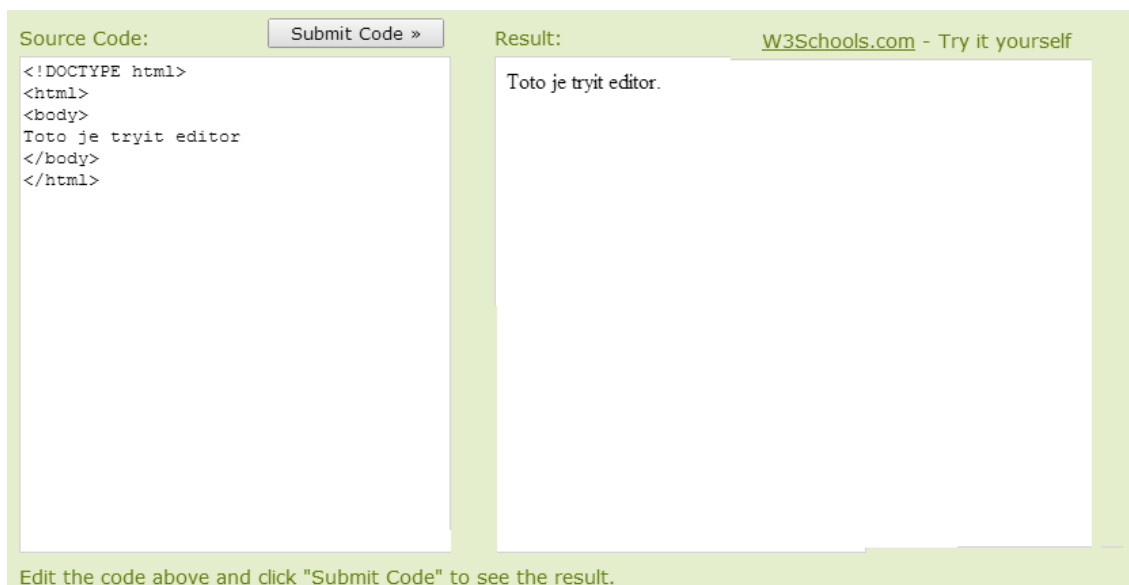 Source Code:
Submit Code »
<!DOCTYPE html>
<html>
<body>
Toto je tryit editor
</body>
</html>
Result:
W3Schools.com - Try it yourself
Toto je tryit editor.
Edit the code above and click "Submit Code" to see the result.